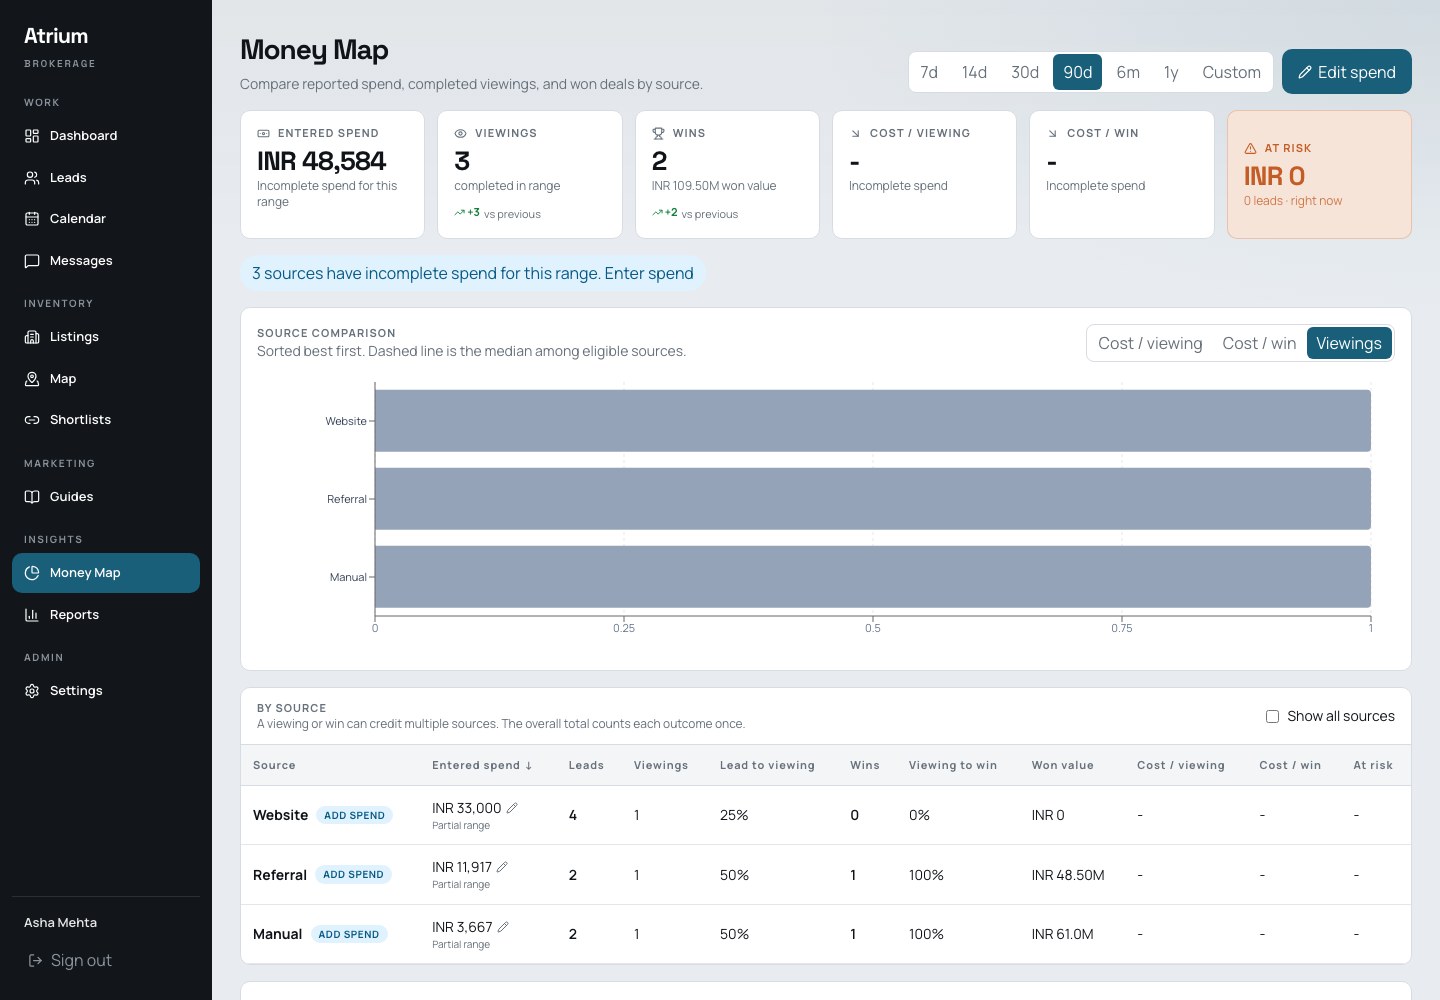 Atrium
BROKERAGE
WORK
Dashboard
Leads
Calendar
Messages
INVENTORY
Listings
Map
Shortlists
MARKETING
Guides
INSIGHTS
Money Map
Reports
ADMIN
Settings
Asha Mehta
Sign out
Money Map
Compare reported spend, completed viewings, and won deals by source.
7d 14d 30d 90d 6m 1y Custom
Edit spend
ENTERED SPEND
INR 48,584
Incomplete spend for this
range
VIEWINGS
3
completed in range
+3 vs previous
WINS
2
INR 109.50M won value
+2 vs previous
COST / VIEWING
-
Incomplete spend
COST / WIN
-
Incomplete spend
AT RISK
INR 0
0 leads · right now
3 sources have incomplete spend for this range. Enter spend
SOURCE COMPARISON
Sorted best first. Dashed line is the median among eligible sources.
Cost / viewing Cost / win Viewings
Website
Referral
Manual
0 0.25 0.5 0.75 1
BY SOURCE
A viewing or win can credit multiple sources. The overall total counts each outcome once.
Show all sources
Source Entered spend ↓ Leads Viewings Lead to viewing Wins Viewing to win Won value Cost / viewing Cost / win At risk
Website ADD SPEND INR 33,000 4 1 25% 0 0% INR 0 - - -
Partial range
Referral ADD SPEND INR 11,917 2 1 50% 1 100% INR 48.50M - - -
Partial range
Manual ADD SPEND INR 3,667 2 1 50% 1 100% INR 61.0M - - -
Partial range